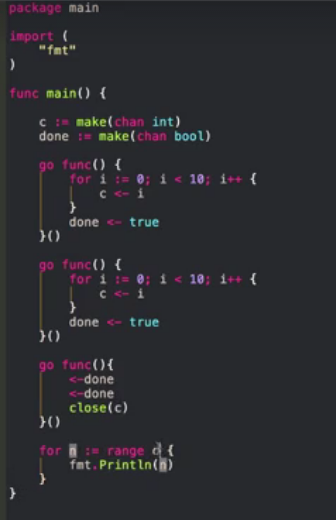 package main
import (
"fmt"
)
func main() {
c := make(chan int)
done := make(chan bool)
go func() {
for i := 0; i < 10; i++ {
c <- i
}
done <- true
}()
go func() {
for i := 0; i < 10; i++ {
c <- i
}
done <- true
}()
go func(){
<-done
<-done
close(c)
}()
for n := range c {
fmt.Println(n)
}
}